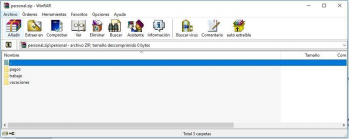 personal.zip - WinRAR
Archivo Órdenes Herramientas Favoritos Opciones Ayuda
Añadir Extraer en Comprobar Ver Eliminar Buscar Asistente Información Buscar virus Comentario auto extraíble
personal.zip\personal - archivo ZIP, tamaño descomprimido 0 bytes
Nombre Tamaño Com
..
pagos
trabajo
vacaciones
Total 3 carpetas